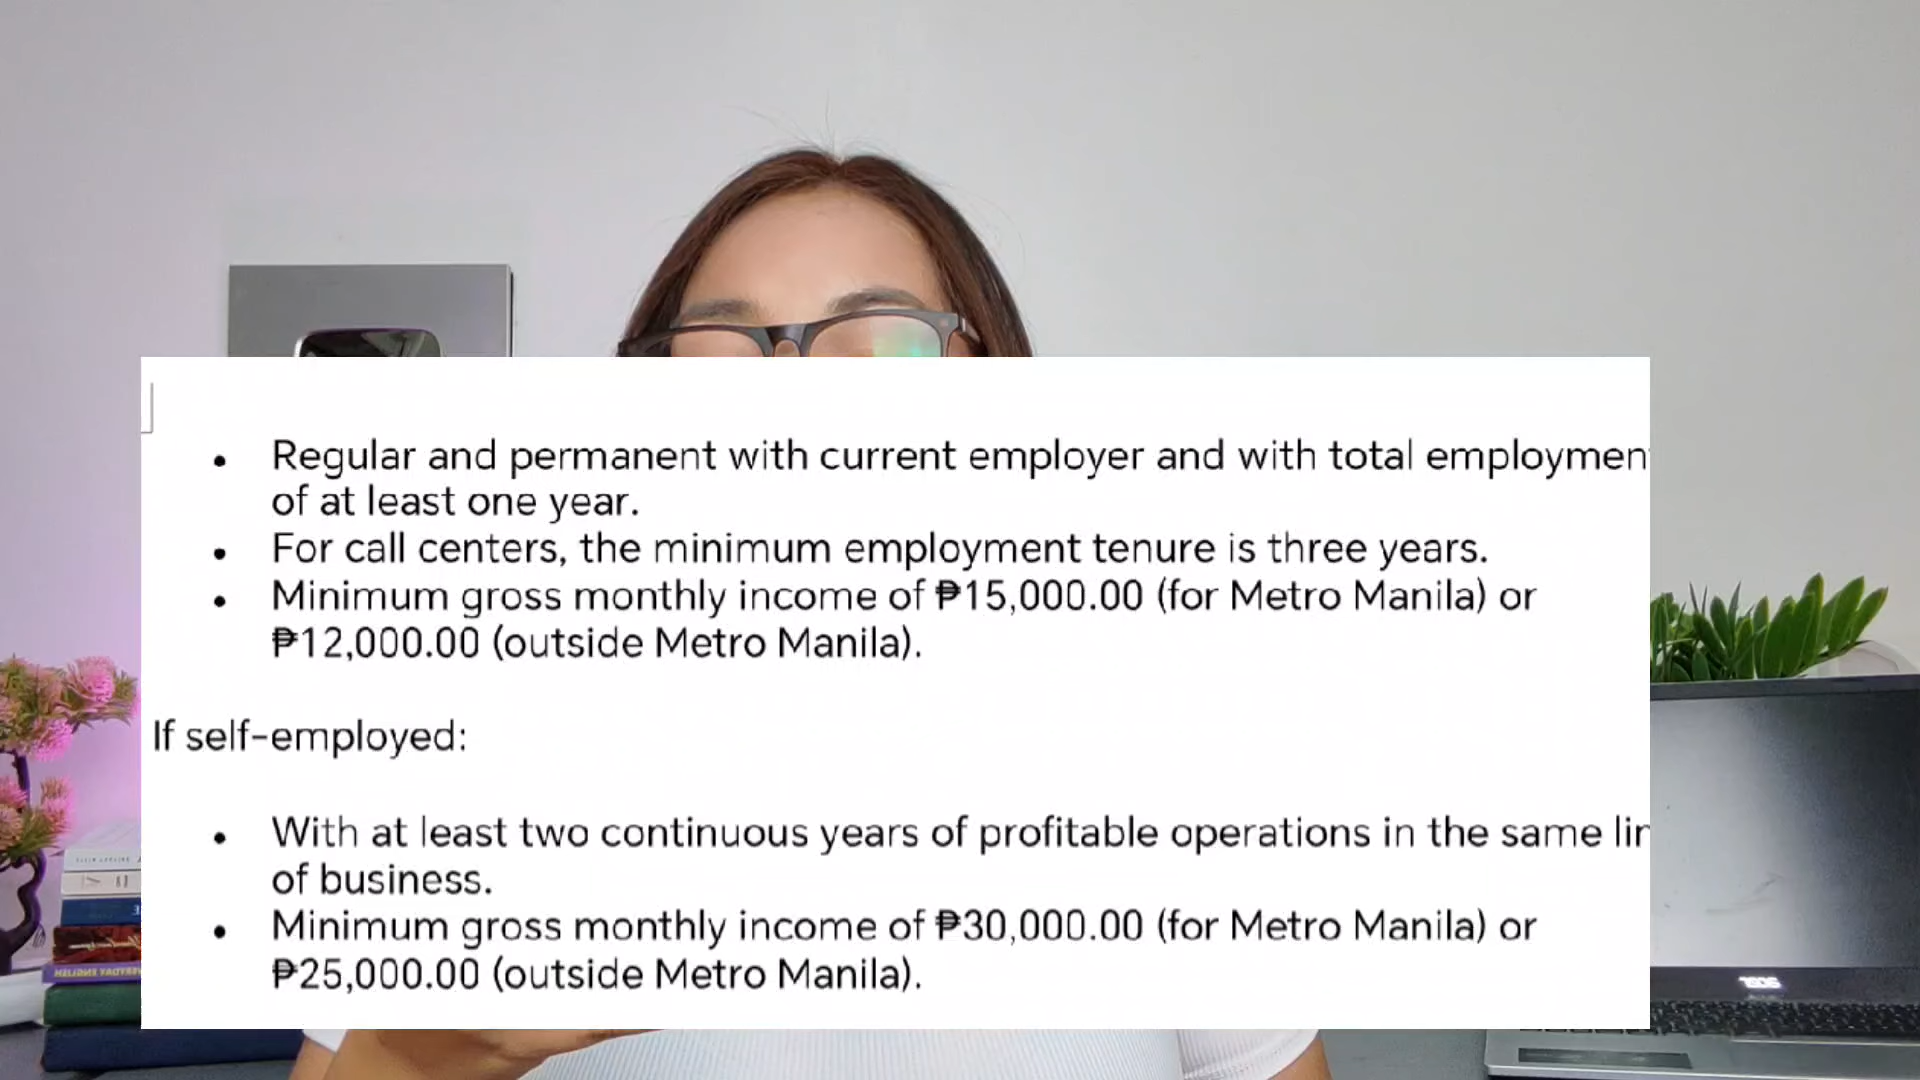 • Regular and permanent with current employer and with total employmen
of at least one year.
• For call centers, the minimum employment tenure is three years.
• Minimum gross monthly income of ₱15,000.00 (for Metro Manila) or
₱12,000.00 (outside Metro Manila).
If self-employed:
• With at least two continuous years of profitable operations in the same
of business.
• Minimum gross monthly income of ₱30,000.00 (for Metro Manila) or
₱25,000.00 (outside Metro Manila).
EVERYDAY ENGLISH